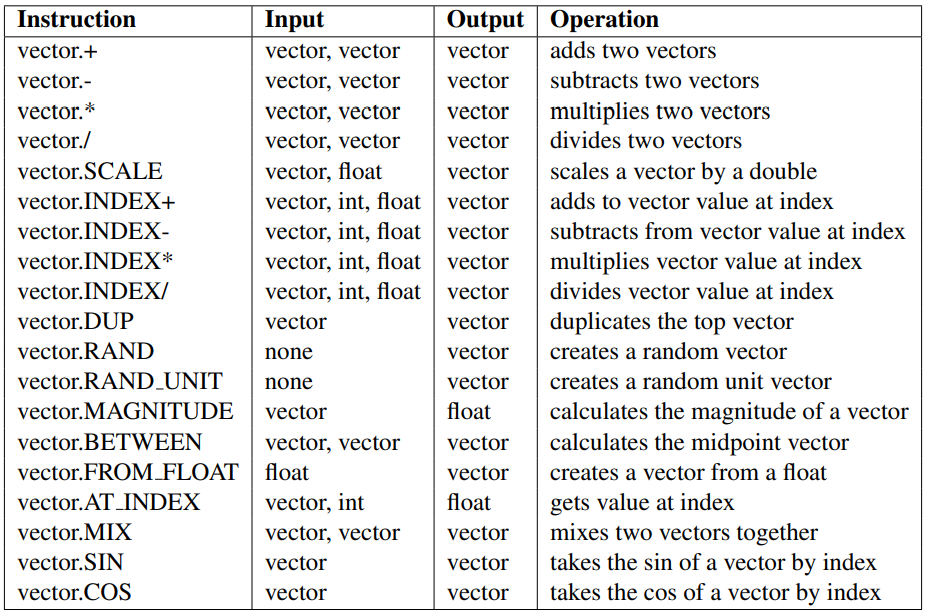 Instruction Input Output Operation
vector.+ vector, vector vector adds two vectors
vector.- vector, vector vector subtracts two vectors
vector.* vector, vector vector multiplies two vectors
vector./ vector, vector vector divides two vectors
vector.SCALE vector, float vector scales a vector by a double
vector.INDEX+ vector, int, float vector adds to vector value at index
vector.INDEX- vector, int, float vector subtracts from vector value at index
vector.INDEX* vector, int, float vector multiplies vector value at index
vector.INDEX/ vector, int, float vector divides vector value at index
vector.DUP vector vector duplicates the top vector
vector.RAND none vector creates a random vector
vector.RAND_UNIT none vector creates a random unit vector
vector.MAGNITUDE vector float calculates the magnitude of a vector
vector.BETWEEN vector, vector vector calculates the midpoint vector
vector.FROM_FLOAT float vector creates a vector from a float
vector.AT_INDEX vector, int float gets value at index
vector.MIX vector, vector vector mixes two vectors together
vector.SIN vector vector takes the sin of a vector by index
vector.COS vector vector takes the cos of a vector by index